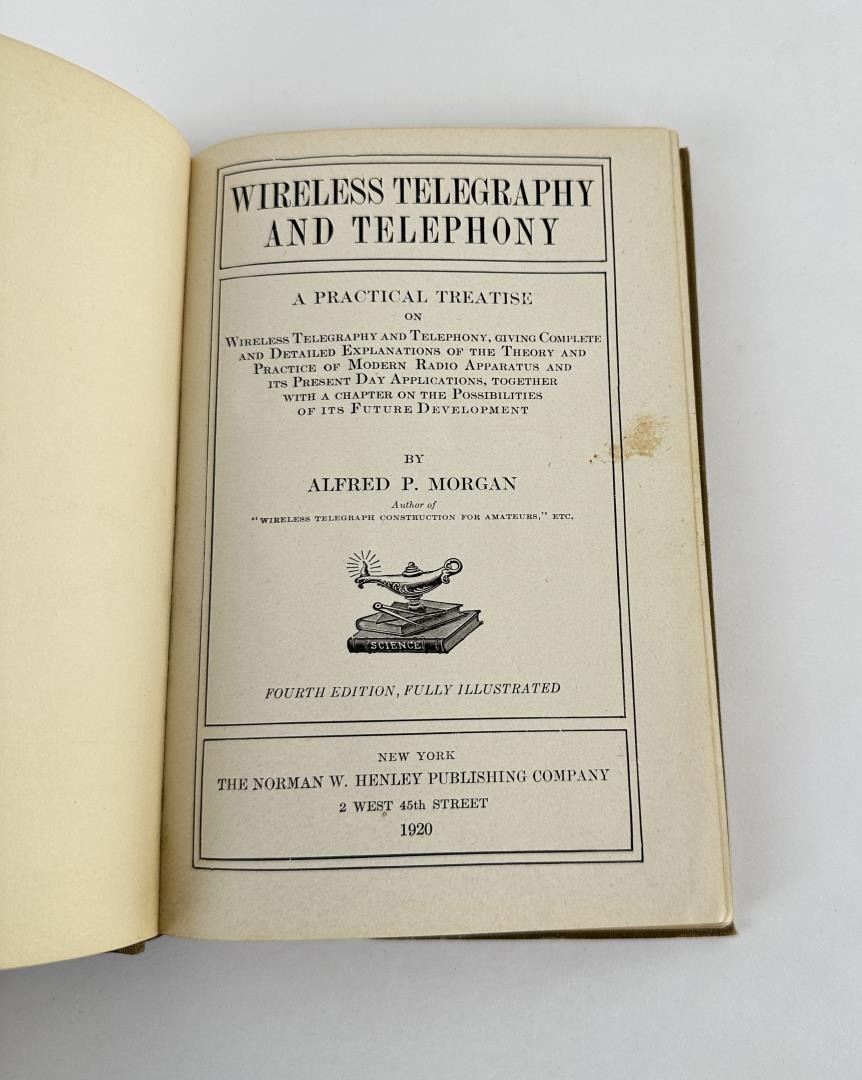 WIRELESS TELEGRAPHY
AND TELEPHONY
A PRACTICAL TREATISE
ON
WIRELESS TELEGRAPHY AND TELEPHONY, GIVING COMPLETE
AND DETAILED EXPLANATIONS OF THE THEORY AND
PRACTICE OF MODERN RADIO APPARATUS AND
ITS PRESENT DAY APPLICATIONS, TOGETHER
WITH A CHAPTER ON THE POSSIBILITIES
OF ITS FUTURE DEVELOPMENT
BY
ALFRED P. MORGAN
Author of
"WIRELESS TELEGRAPH CONSTRUCTION FOR AMATEURS," ETC.
SCIENCE
FOURTH EDITION, FULLY ILLUSTRATED
NEW YORK
THE NORMAN W. HENLEY PUBLISHING COMPANY
2 WEST 45th STREET
1920